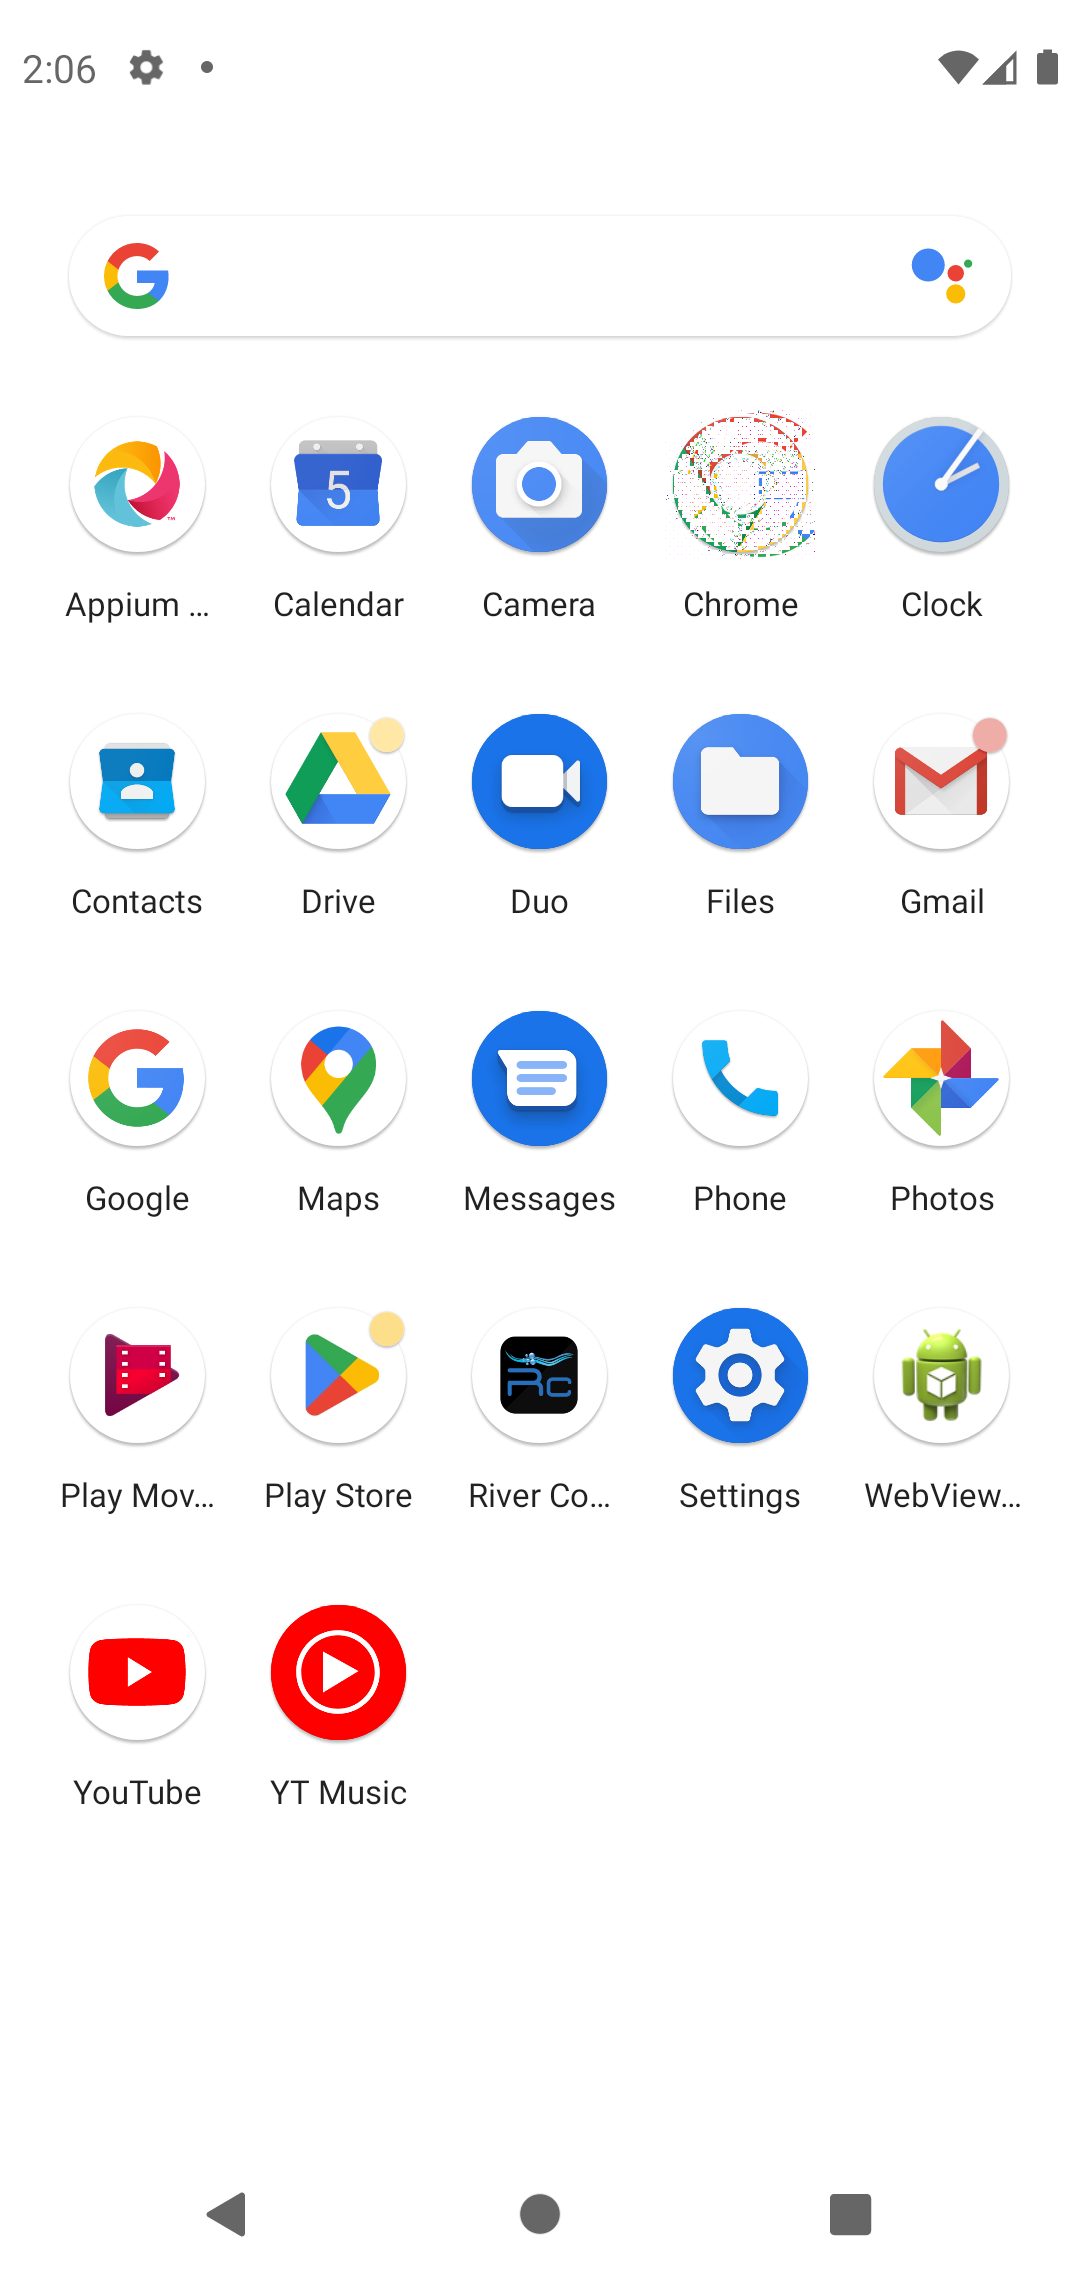 2:06
Appium ...
Calendar
Camera
Chrome
Clock
Contacts
Drive
Duo
Files
Gmail
Google
Maps
Messages
Phone
Photos
Play Mov...
Play Store
River Co...
Settings
WebView...
YouTube
YT Music
5
Rc